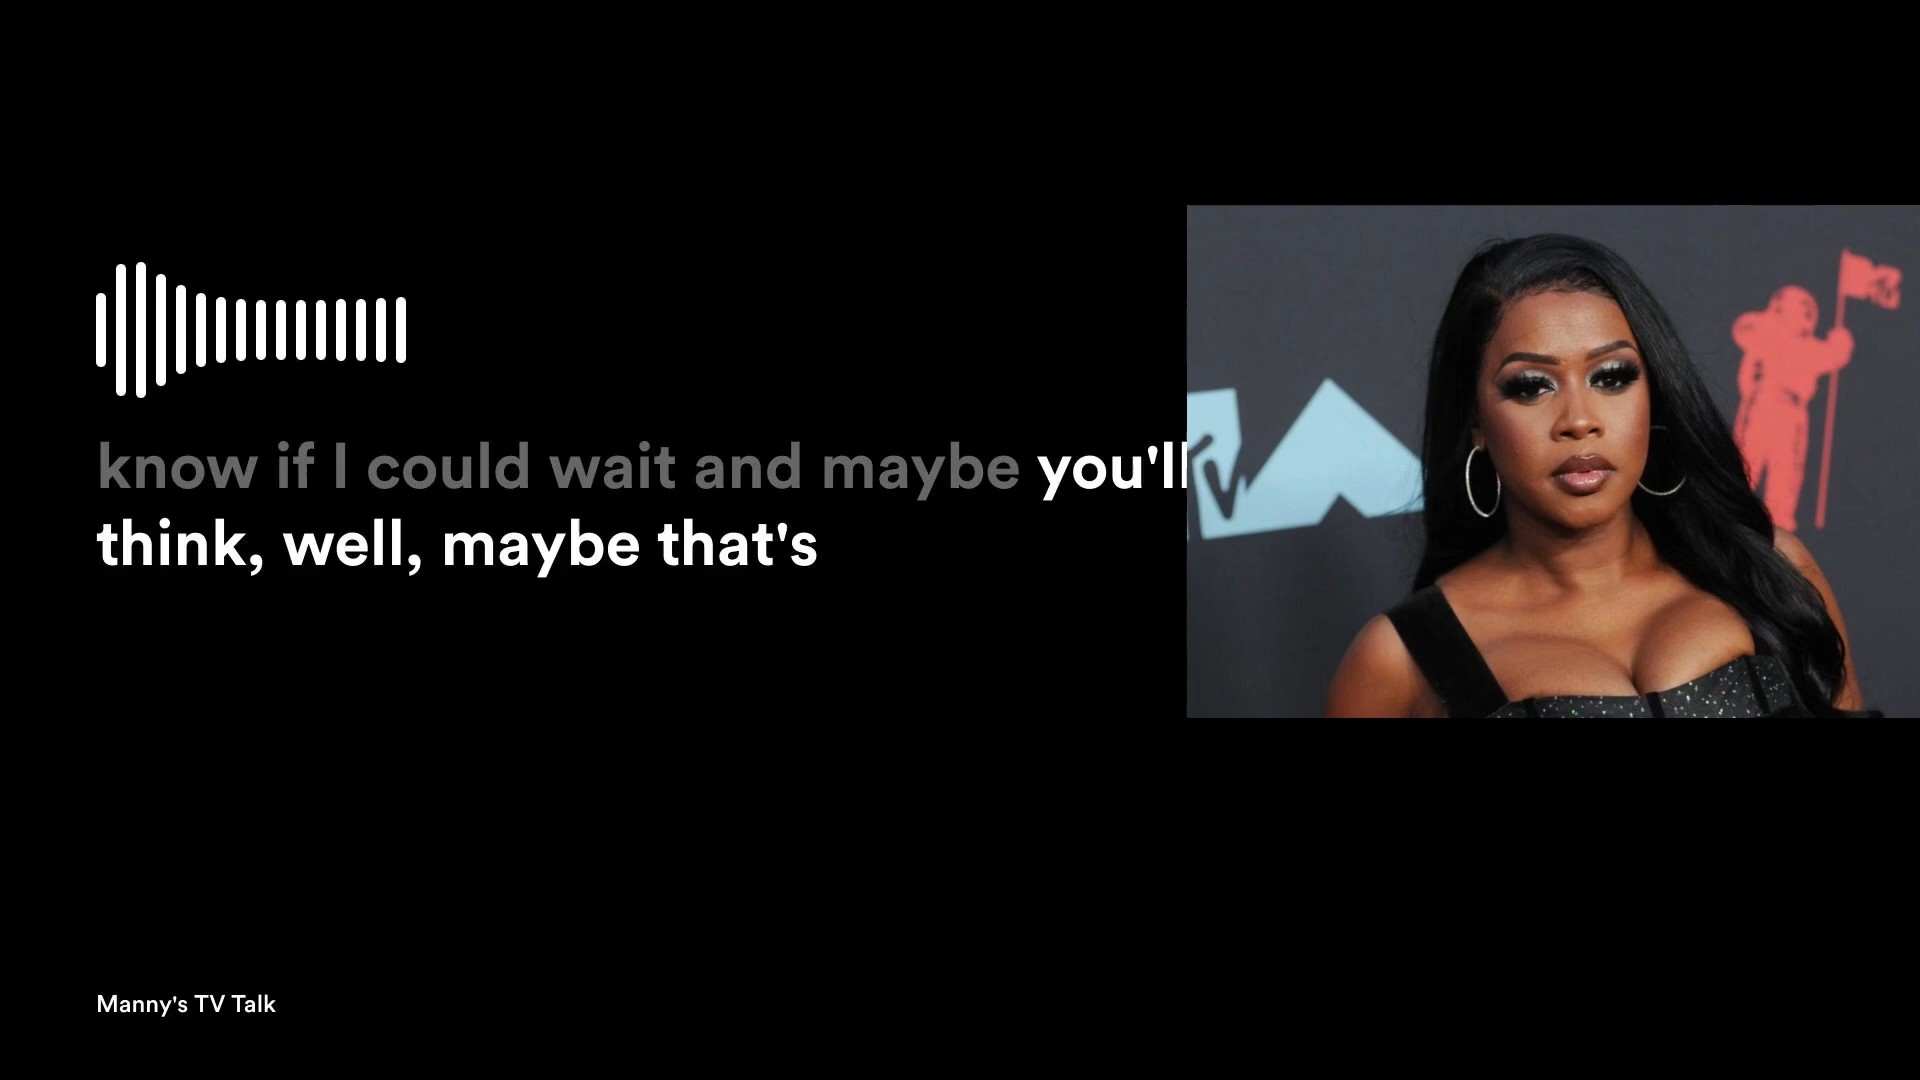 know if I could wait and maybe you'll
think, well, maybe that's
Manny's TV Talk